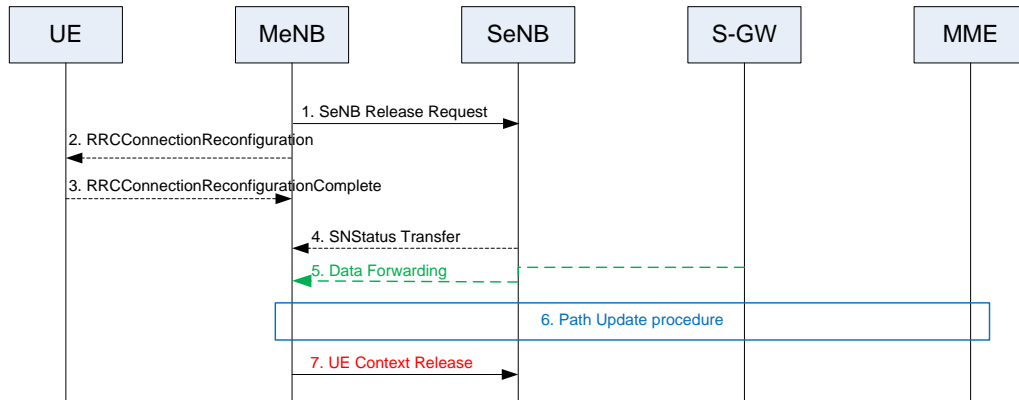 UE
MeNB
SeNB
S-GW
MME
1. SeNB Release Request
2. RRCConnectionReconfiguration
3. RRCConnectionReconfigurationComplete
4. SNStatus Transfer
5. Data Forwarding
6. Path Update procedure
7. UE Context Release